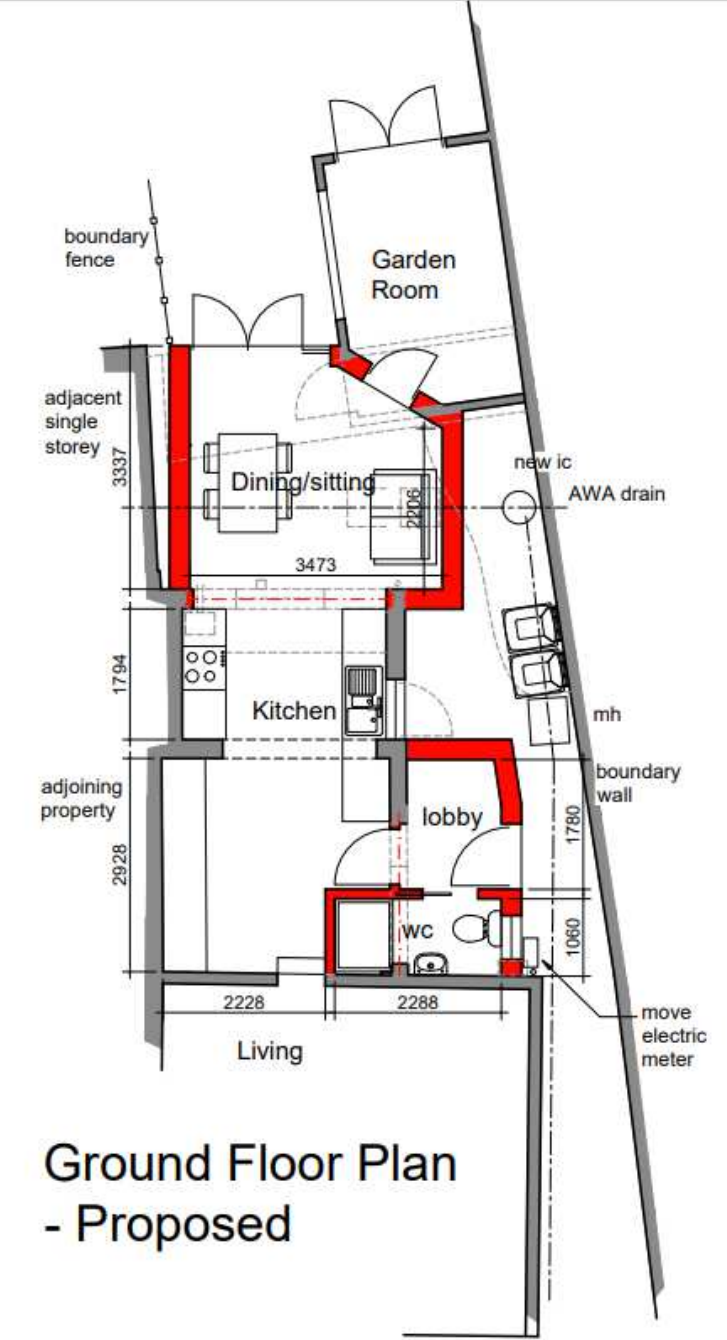 boundary
fence
Garden
Room
adjacent
single
storey
3337
Dining/sitting
2206
new ic
AWA drain
3473
1794
Kitchen
mh
adjoining
property
boundary
wall
lobby
1780
2928
wc
1060
2228
2288
move
electric
meter
Living
Ground Floor Plan
- Proposed